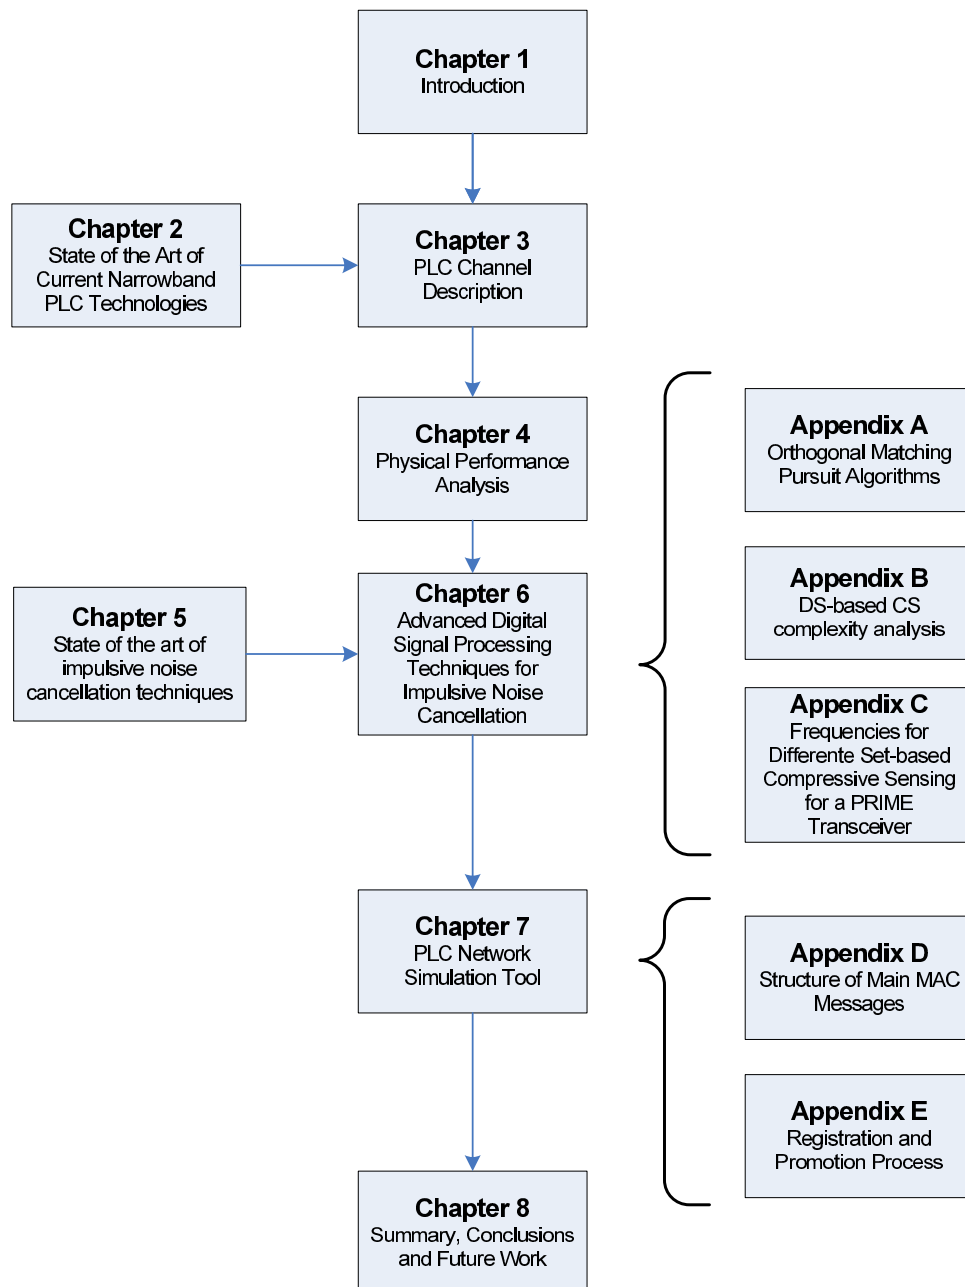 Chapter 1
Introduction
Chapter 2
State of the Art of
Current Narrowband
PLC Technologies
Chapter 3
PLC Channel
Description
Chapter 4
Physical Performance
Analysis
Chapter 5
State of the art of
impulsive noise
cancellation techniques
Chapter 6
Advanced Digital
Signal Processing
Techniques for
Impulsive Noise
Cancellation
Appendix A
Orthogonal Matching
Pursuit Algorithms
Appendix B
DS-based CS
complexity analysis
Appendix C
Frequencies for
Differente Set-based
Compressive Sensing
for a PRIME
Transceiver
Chapter 7
PLC Network
Simulation Tool
Appendix D
Structure of Main MAC
Messages
Appendix E
Registration and
Promotion Process
Chapter 8
Summary, Conclusions
and Future Work